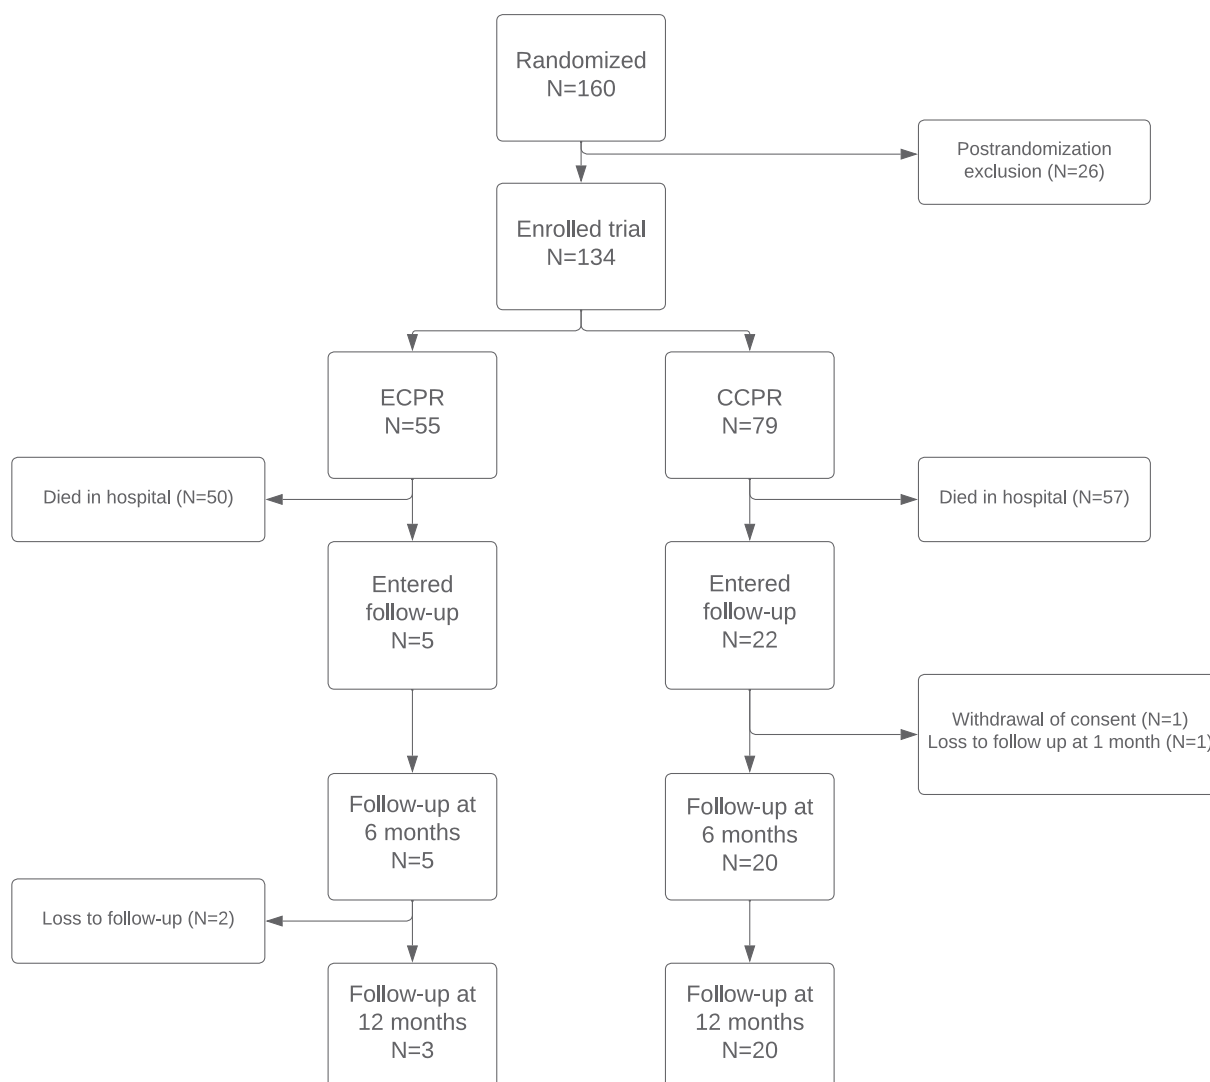 Randomized
N=160
Postrandomization
exclusion (N=26)
Enrolled trial
N=134
ECPR
N=55
CCPR
N=79
Died in hospital (N=50)
Died in hospital (N=57)
Entered
follow-up
N=5
Entered
follow-up
N=22
Withdrawal of consent (N=1)
Loss to follow up at 1 month (N=1)
Follow-up at
6 months
N=5
Follow-up at
6 months
N=20
Loss to follow-up (N=2)
Follow-up at
12 months
N=3
Follow-up at
12 months
N=20